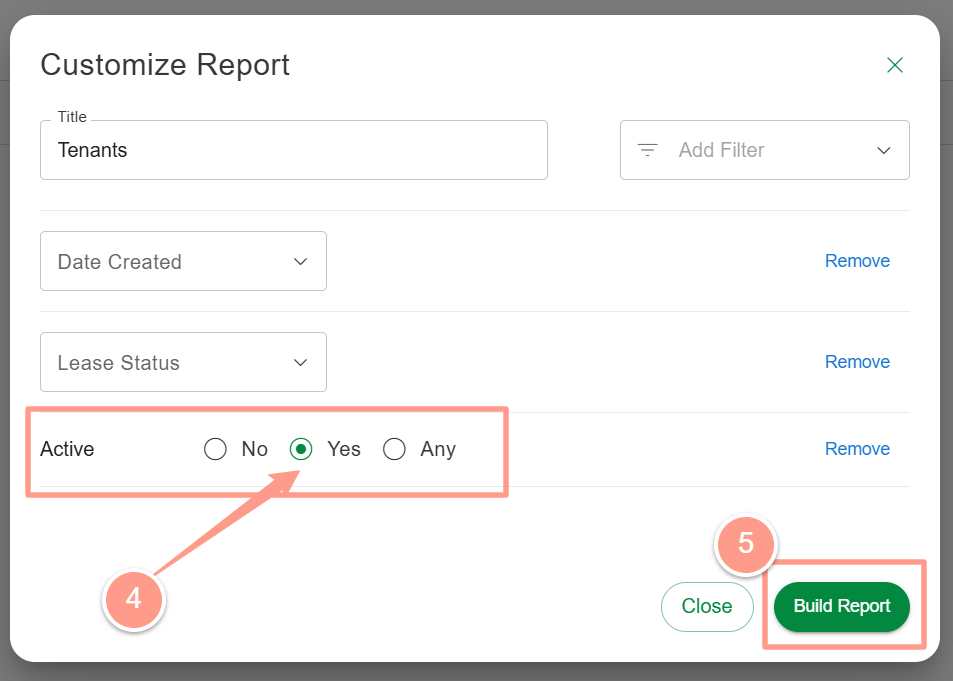 Customize Report
Title
Tenants
Add Filter
Date Created
Remove
Lease Status
Remove
Active No Yes Any
Remove
4
5
Close
Build Report